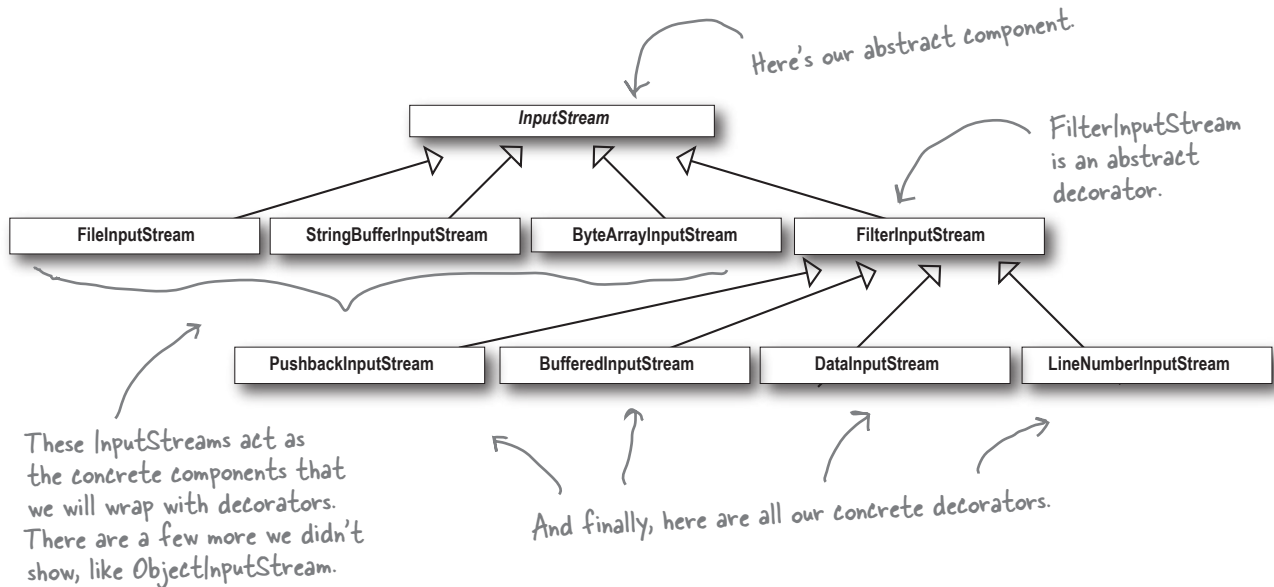 Here's our abstract component.
InputStream
FilterInputStream
is an abstract
decorator.
FileInputStream
StringBufferInputStream
ByteArrayInputStream
FilterInputStream
PushbackInputStream
BufferedInputStream
DataInputStream
LineNumberInputStream
These InputStreams act as
the concrete components that
we will wrap with decorators.
There are a few more we didn't
show, like ObjectInputStream.
And finally, here are all our concrete decorators.